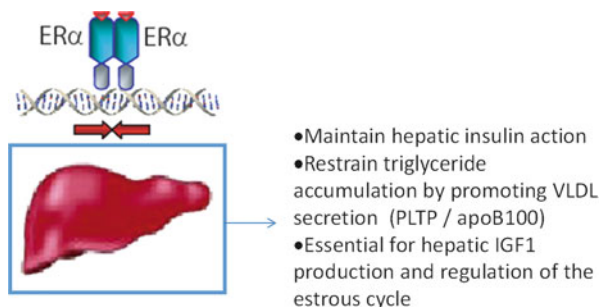 ERα ERα
•Maintain hepatic insulin action
•Restrain triglyceride
accumulation by promoting VLDL
secretion (PLTP / apoB100)
•Essential for hepatic IGF1
production and regulation of the
estrous cycle